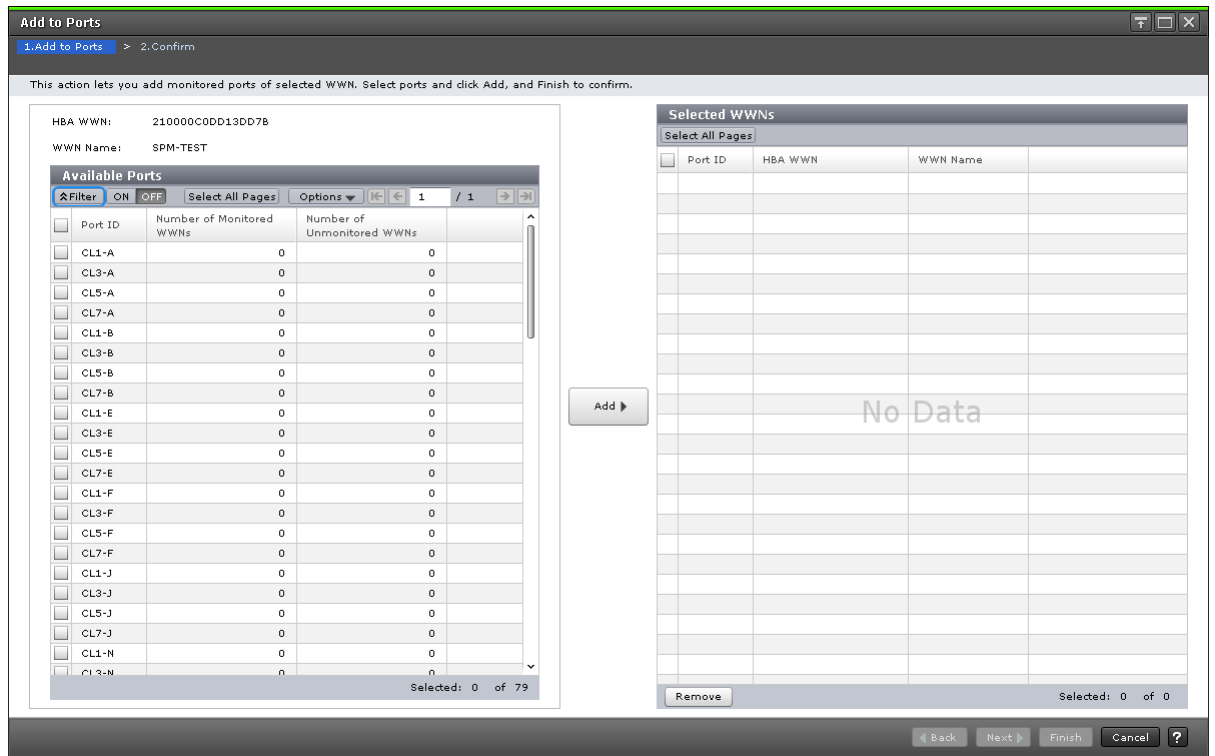 Add to Ports
1.Add to Ports > 2.Confirm
This action lets you add monitored ports of selected WWN. Select ports and click Add, and Finish to confirm.
HBA WWN: 210000C0DD13DD7B
WWN Name: SPM-TEST
Available Ports
Filter ON OFF Select All Pages Options 1 / 1
Port ID Number of Monitored WWNs Number of Unmonitored WWNs
CL1-A 0 0
CL3-A 0 0
CL5-A 0 0
CL7-A 0 0
CL1-B 0 0
CL3-B 0 0
CL5-B 0 0
CL7-B 0 0
CL1-E 0 0
CL3-E 0 0
CL5-E 0 0
CL7-E 0 0
CL1-F 0 0
CL3-F 0 0
CL5-F 0 0
CL7-F 0 0
CL1-J 0 0
CL3-J 0 0
CL5-J 0 0
CL7-J 0 0
CL1-N 0 0
CL3-N 0 0
Selected: 0 of 79
Add
Selected WWNs
Select All Pages
Port ID HBA WWN WWN Name
No Data
Remove Selected: 0 of 0
Back Next Finish Cancel ?